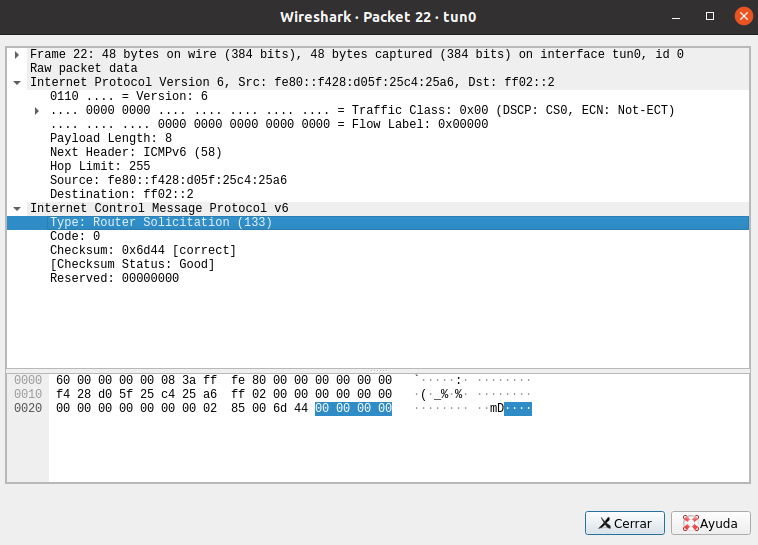 Wireshark · Packet 22 · tun0
Frame 22: 48 bytes on wire (384 bits), 48 bytes captured (384 bits) on interface tun0, id 0
Raw packet data
Internet Protocol Version 6, Src: fe80::f428:d05f:25c4:25a6, Dst: ff02::2
0110 .... = Version: 6
.... 0000 0000 .... .... .... .... .... = Traffic Class: 0x00 (DSCP: CS0, ECN: Not-ECT)
.... .... .... 0000 0000 0000 0000 0000 = Flow Label: 0x00000
Payload Length: 8
Next Header: ICMPv6 (58)
Hop Limit: 255
Source: fe80::f428:d05f:25c4:25a6
Destination: ff02::2
Internet Control Message Protocol v6
Type: Router Solicitation (133)
Code: 0
Checksum: 0x6d44 [correct]
[Checksum Status: Good]
Reserved: 00000000
0000 60 00 00 00 00 08 3a ff fe 80 00 00 00 00 00 00 `·····:· ········
0010 f4 28 d0 5f 25 c4 25 a6 ff 02 00 00 00 00 00 00 ·(·_%·%· ········
0020 00 00 00 00 00 00 00 02 85 00 6d 44 00 00 00 00 ········ ··mD····
Cerrar Ayuda